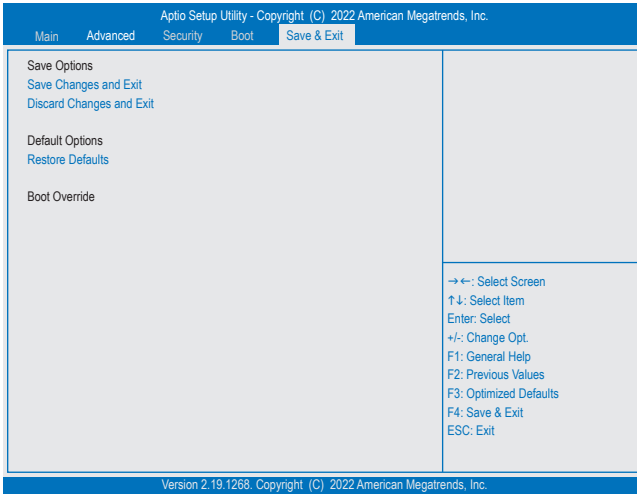 Aptio Setup Utility - Copyright (C) 2022 American Megatrends, Inc.
Main Advanced Security Boot Save & Exit
Save Options
Save Changes and Exit
Discard Changes and Exit
Default Options
Restore Defaults
Boot Override
→←: Select Screen
↑↓: Select Item
Enter: Select
+/-: Change Opt.
F1: General Help
F2: Previous Values
F3: Optimized Defaults
F4: Save & Exit
ESC: Exit
Version 2.19.1268. Copyright (C) 2022 American Megatrends, Inc.